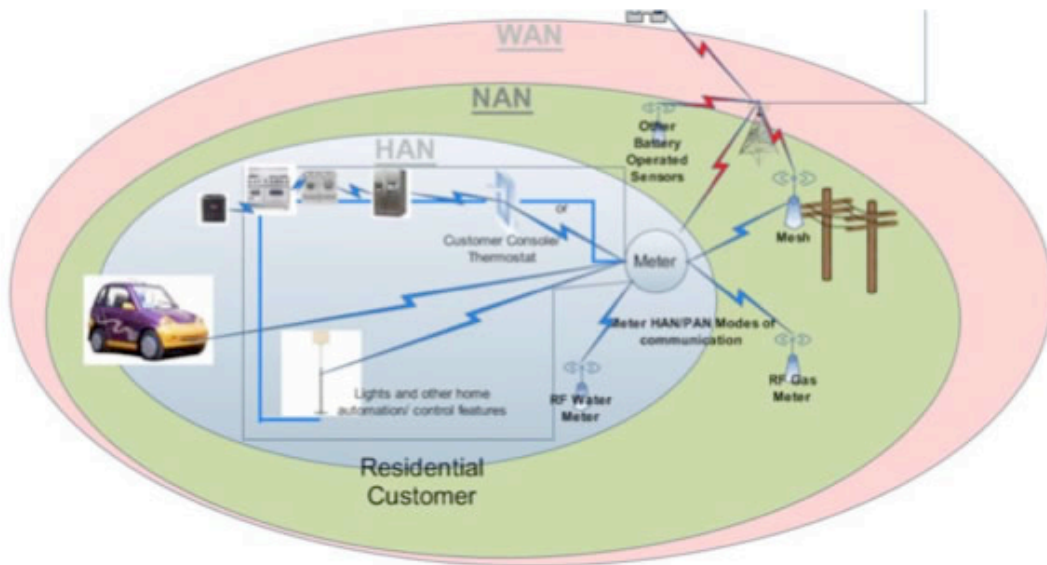 WAN
NAN
HAN
Other
Battery
Operated
Sensors
or
Customer Console/
Thermostat
Mesh
Meter
Meter HAN/PAN Modes of
communication
RF Water
Meter
RF Gas
Meter
Lights and other home
automation/ control features
Residential
Customer